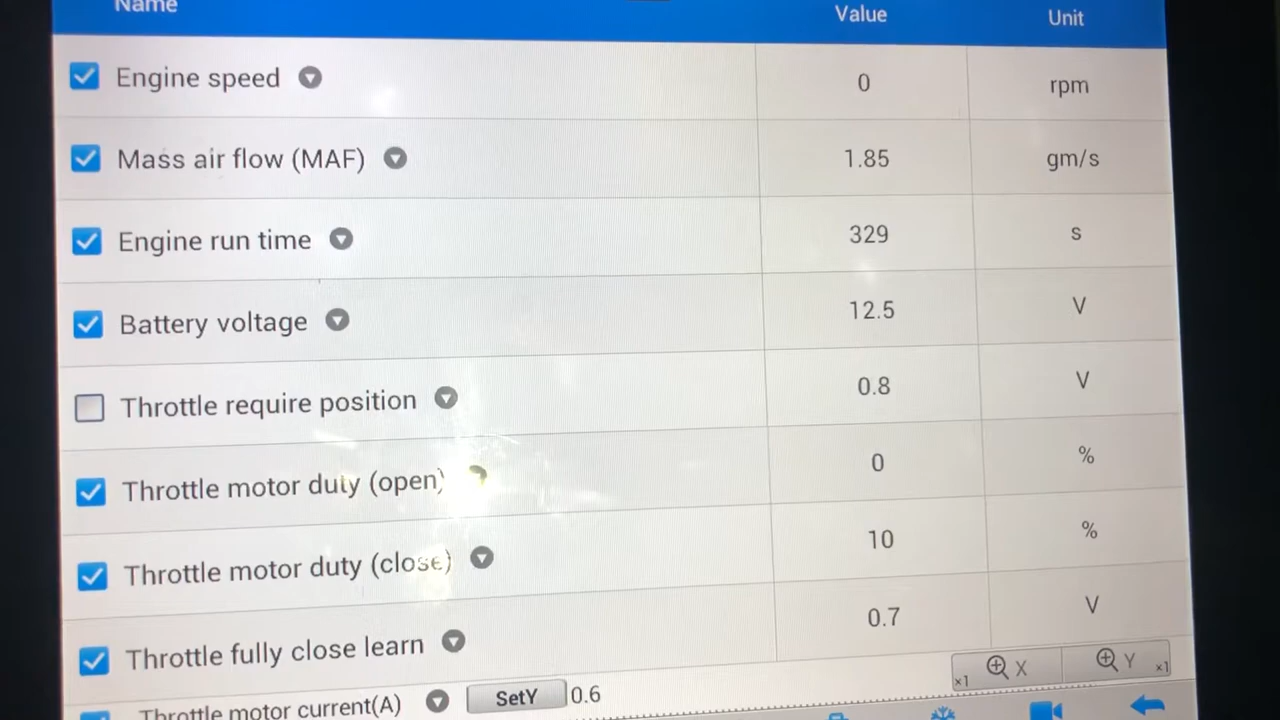 Name Value Unit
Engine speed 0 rpm
Mass air flow (MAF) 1.85 gm/s
Engine run time 329 s
Battery voltage 12.5 V
Throttle require position 0.8 V
Throttle motor duty (open) 0 %
Throttle motor duty (close) 10 %
Throttle fully close learn 0.7 V
Throttle motor current(A) SetY 0.6 x1 X Y x1